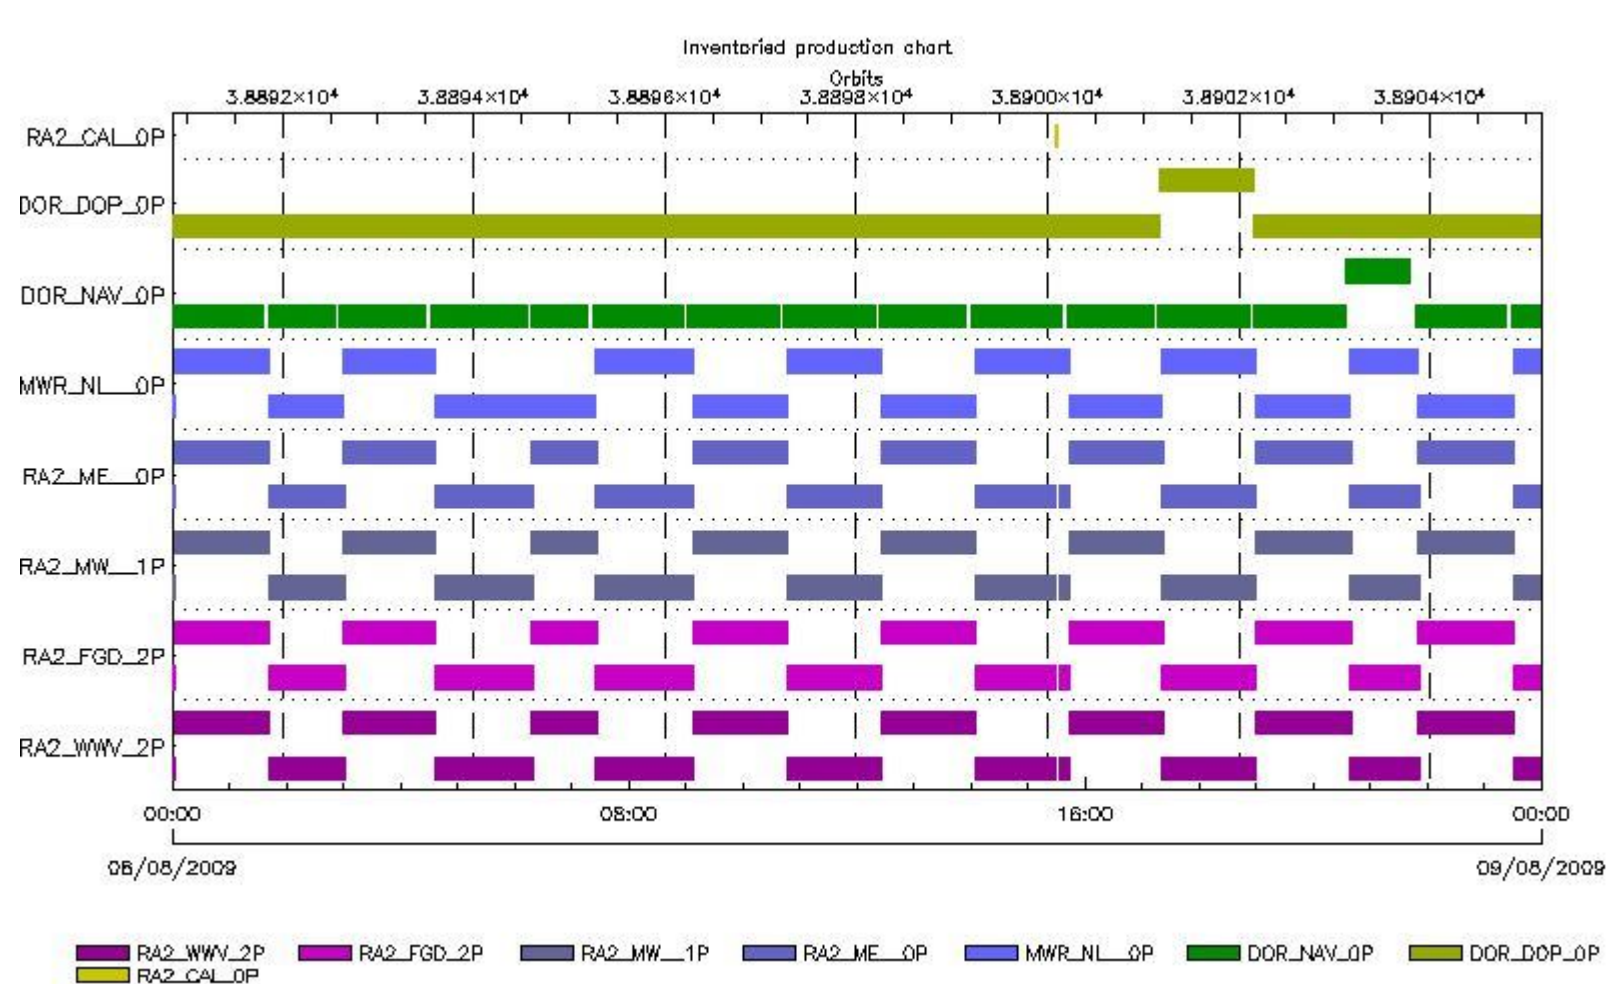 Inventoried production chart
Orbits
3.8892×10⁴ 3.8894×10⁴ 3.8896×10⁴ 3.8898×10⁴ 3.8900×10⁴ 3.8902×10⁴ 3.8904×10⁴
RA2_CAL_0P
DOR_DOP_0P
DOR_NAV_0P
MWR_NL__0P
RA2_ME__0P
RA2_MW__1P
RA2_FGD_2P
RA2_WWV_2P
00:00 08:00 16:00 00:00
08/08/2009 09/08/2009
RA2_WWV_2P RA2_FGD_2P RA2_MW__1P RA2_ME__0P MWR_NL__0P DOR_NAV_0P DOR_DOP_0P
RA2_CAL_0P